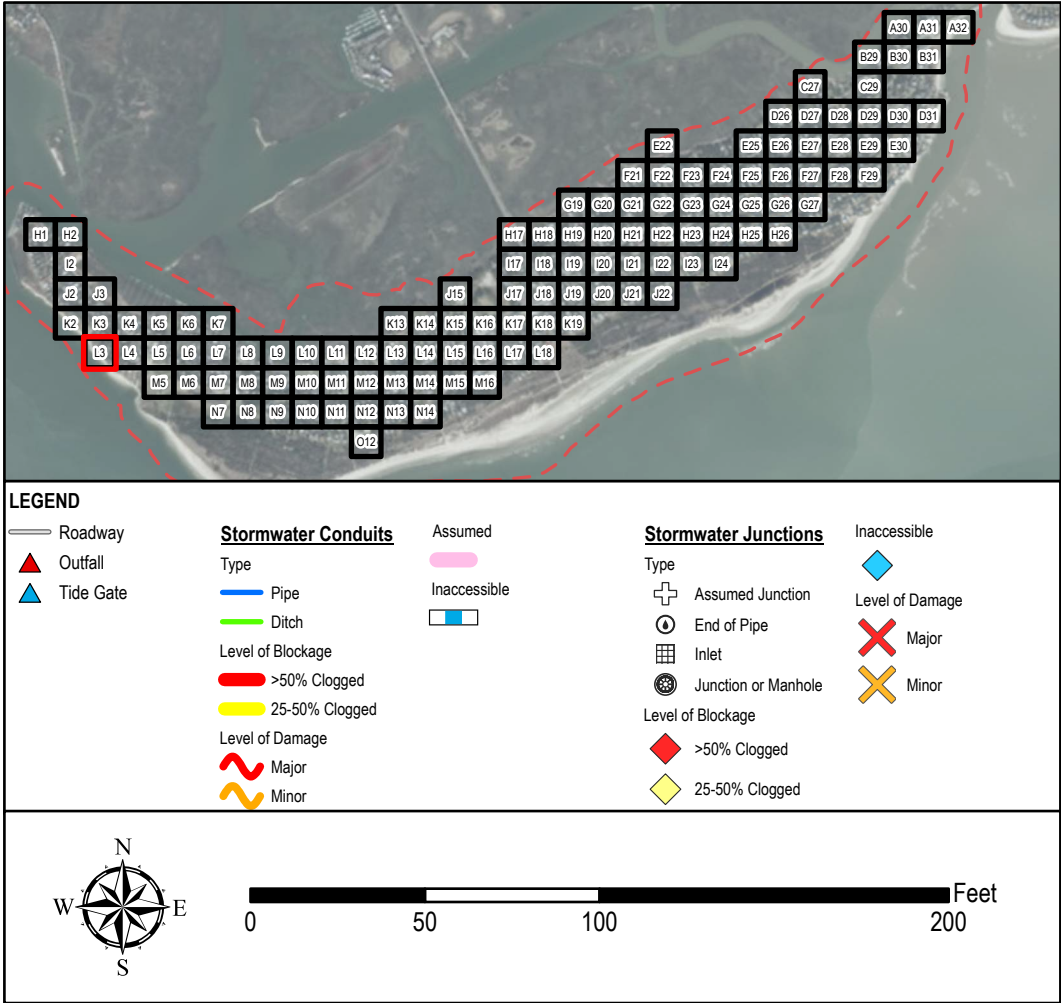 A30 A31 A32
B29 B30 B31
C27 C29
D26 D27 D28 D29 D30 D31
E22 E25 E26 E27 E28 E29 E30
F21 F22 F23 F24 F25 F26 F27 F28 F29
G19 G20 G21 G22 G23 G24 G25 G26 G27
H1 H2 H17 H18 H19 H20 H21 H22 H23 H24 H25 H26
I2 I17 I18 I19 I20 I21 I22 I23 I24
J2 J3 J15 J17 J18 J19 J20 J21 J22
K2 K3 K4 K5 K6 K7 K13 K14 K15 K16 K17 K18 K19
L3 L4 L5 L6 L7 L8 L9 L10 L11 L12 L13 L14 L15 L16 L17 L18
M5 M6 M7 M8 M9 M10 M11 M12 M13 M14 M15 M16
N7 N8 N9 N10 N11 N12 N13 N14
O12
LEGEND
Roadway
Outfall
Tide Gate
Stormwater Conduits
Type
Pipe
Ditch
Level of Blockage
>50% Clogged
25-50% Clogged
Level of Damage
Major
Minor
Assumed
Inaccessible
Stormwater Junctions
Type
Assumed Junction
End of Pipe
Inlet
Junction or Manhole
Level of Blockage
>50% Clogged
25-50% Clogged
Inaccessible
Level of Damage
Major
Minor
N
W E
S
Feet
0 50 100 200